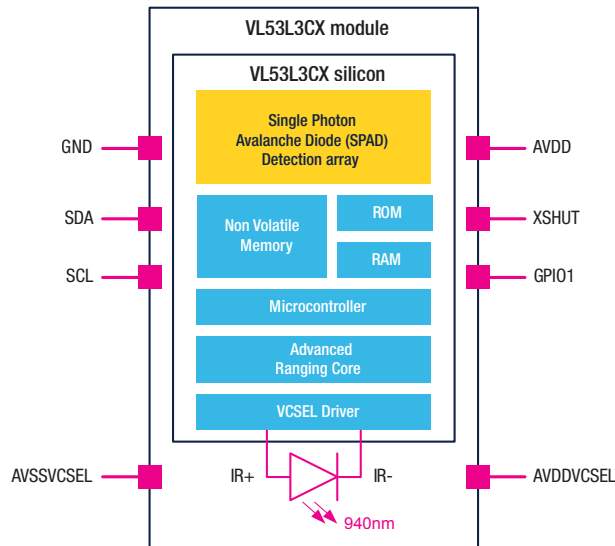 VL53L3CX module
VL53L3CX silicon
Single Photon
Avalanche Diode (SPAD)
Detection array
GND
AVDD
SDA
XSHUT
Non Volatile
Memory
ROM
RAM
SCL
GPIO1
Microcontroller
Advanced
Ranging Core
VCSEL Driver
AVSSVCSEL
IR+
IR-
AVDDVCSEL
940nm